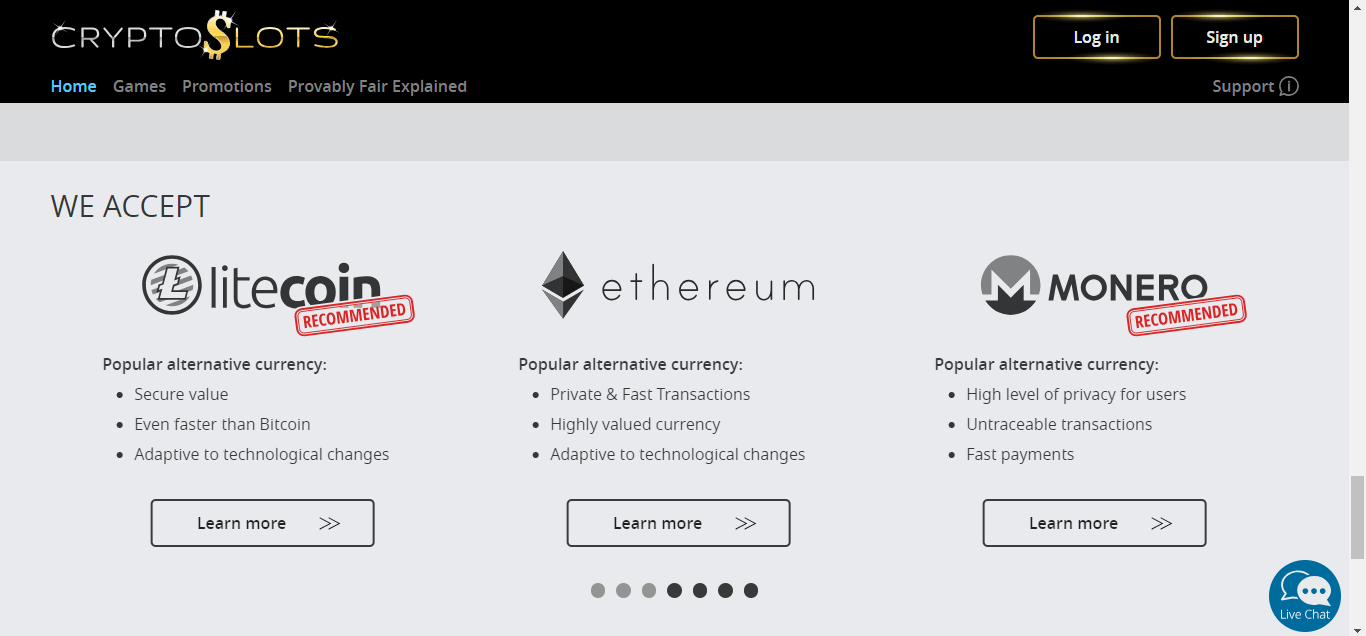 CRYPTOSLOTS
Log in
Sign up
Home Games Promotions Provably Fair Explained
Support
WE ACCEPT
litecoin
RECOMMENDED
ethereum
MONERO
RECOMMENDED
Popular alternative currency:
Secure value
Even faster than Bitcoin
Adaptive to technological changes
Learn more
Popular alternative currency:
Private & Fast Transactions
Highly valued currency
Adaptive to technological changes
Learn more
Popular alternative currency:
High level of privacy for users
Untraceable transactions
Fast payments
Learn more
Live Chat